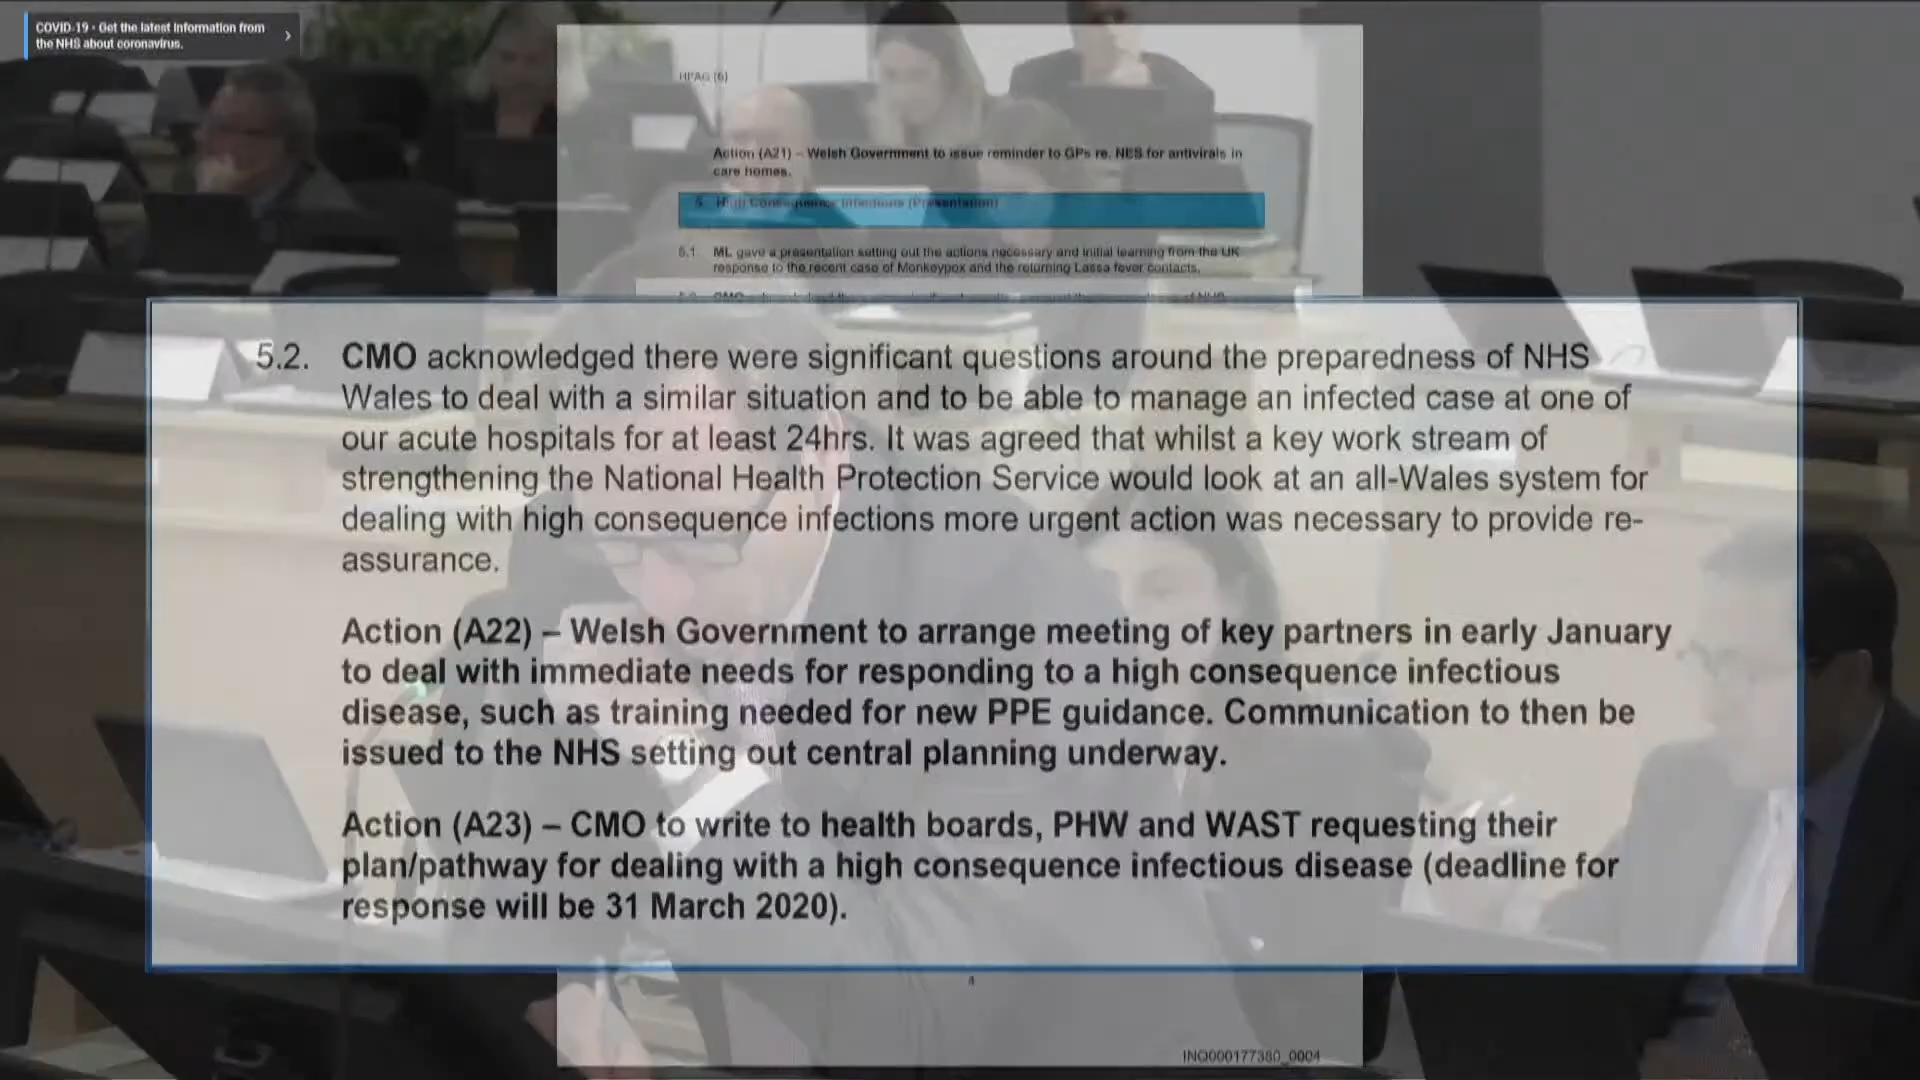 COVID-19 - Get the latest information from
the NHS about coronavirus.
HPAG (6)
Action (A21) – Welsh Government to issue reminder to GPs re. NES for antivirals in
care homes.
5 High Consequence Infections (Presentation)
5.1 ML gave a presentation setting out the actions necessary and initial learning from the UK
response to the recent case of Monkeypox and the returning Lassa fever contacts.
5.2. CMO acknowledged there were significant questions around the preparedness of NHS
Wales to deal with a similar situation and to be able to manage an infected case at one of
our acute hospitals for at least 24hrs. It was agreed that whilst a key work stream of
strengthening the National Health Protection Service would look at an all-Wales system for
dealing with high consequence infections more urgent action was necessary to provide re-
assurance.
Action (A22) – Welsh Government to arrange meeting of key partners in early January
to deal with immediate needs for responding to a high consequence infectious
disease, such as training needed for new PPE guidance. Communication to then be
issued to the NHS setting out central planning underway.
Action (A23) – CMO to write to health boards, PHW and WAST requesting their
plan/pathway for dealing with a high consequence infectious disease (deadline for
response will be 31 March 2020).
4
INQ000177380_0004